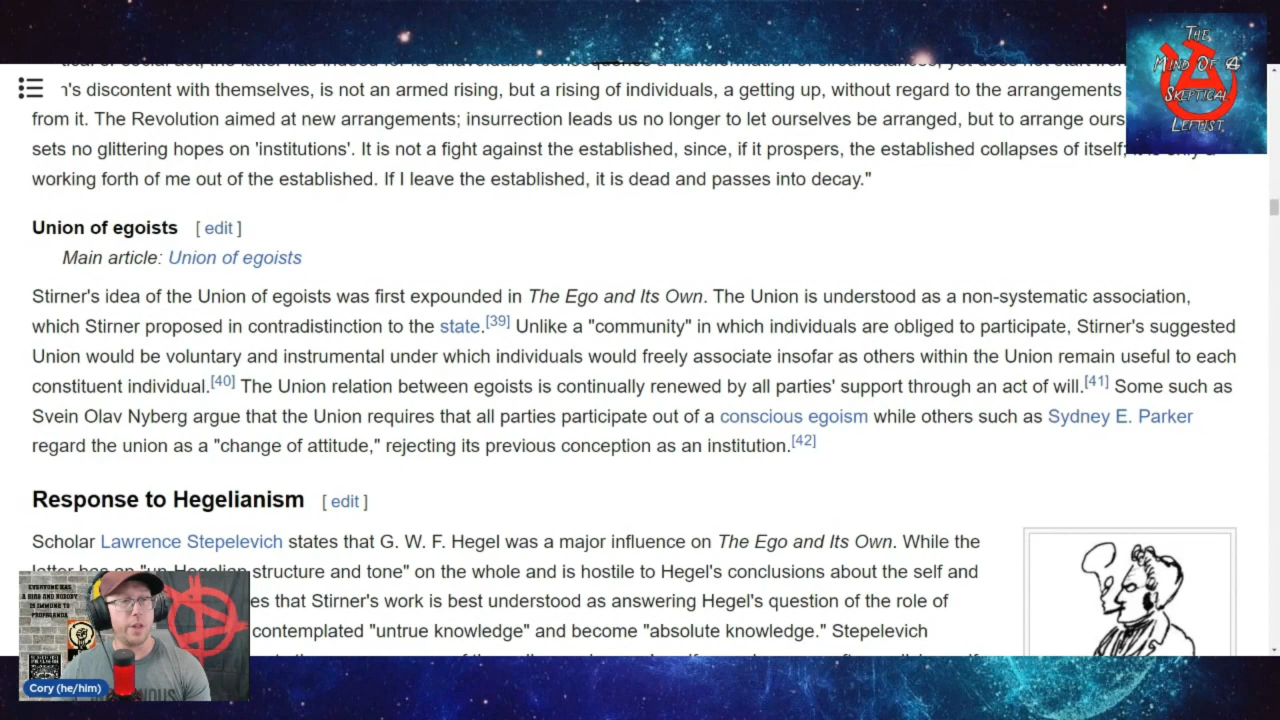 n's discontent with themselves, is not an armed rising, but a rising of individuals, a getting up, without regard to the arrangements
from it. The Revolution aimed at new arrangements; insurrection leads us no longer to let ourselves be arranged, but to arrange ours
sets no glittering hopes on 'institutions'. It is not a fight against the established, since, if it prospers, the established collapses of itself;
working forth of me out of the established. If I leave the established, it is dead and passes into decay."
THE
MIND OF A
SKEPTICAL
LEFTIST
Union of egoists [ edit ]
Main article: Union of egoists
Stirner's idea of the Union of egoists was first expounded in The Ego and Its Own. The Union is understood as a non-systematic association,
which Stirner proposed in contradistinction to the state.[39] Unlike a "community" in which individuals are obliged to participate, Stirner's suggested
Union would be voluntary and instrumental under which individuals would freely associate insofar as others within the Union remain useful to each
constituent individual.[40] The Union relation between egoists is continually renewed by all parties' support through an act of will.[41] Some such as
Svein Olav Nyberg argue that the Union requires that all parties participate out of a conscious egoism while others such as Sydney E. Parker
regard the union as a "change of attitude," rejecting its previous conception as an institution.[42]
Response to Hegelianism [ edit ]
Scholar Lawrence Stepelevich states that G. W. F. Hegel was a major influence on The Ego and Its Own. While the
latter has an "un-Hegelian structure and tone" on the whole and is hostile to Hegel's conclusions about the self and
es that Stirner's work is best understood as answering Hegel's question of the role of
contemplated "untrue knowledge" and become "absolute knowledge." Stepelevich
EVERYONE HAS
A BIAS AND NOBODY
IS IMMUNE TO
PROPAGANDA
Cory (he/him)